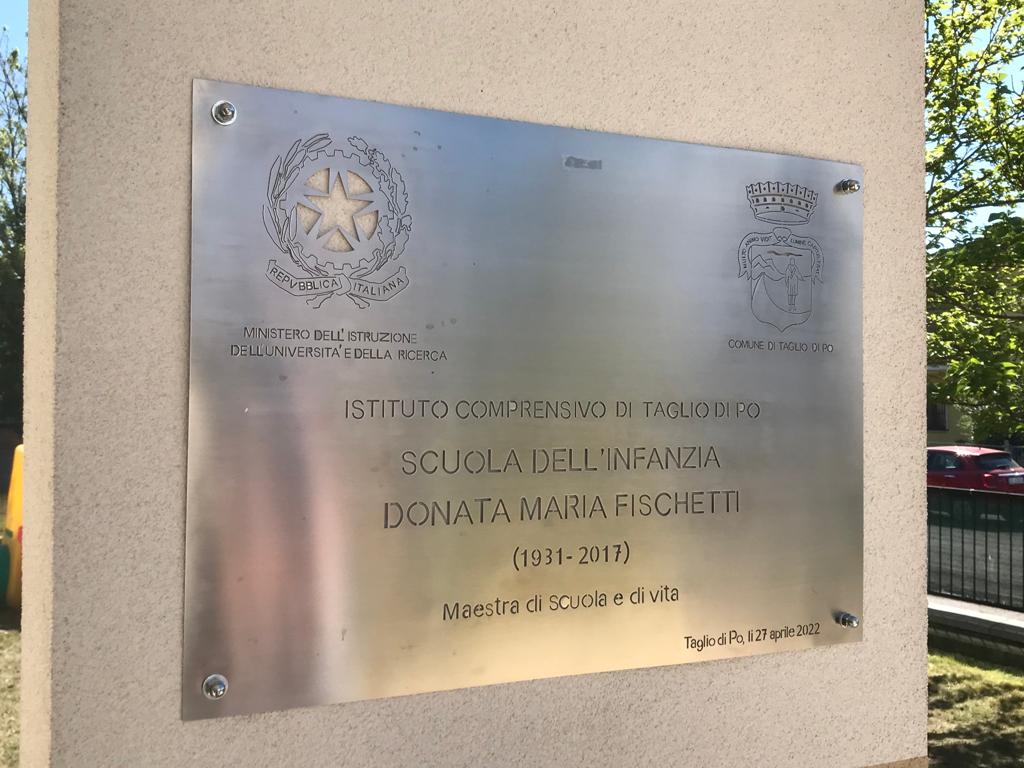 REPVBBLICA ITALIANA
MINISTERO DELL'ISTRUZIONE
DELL'UNIVERSITA' E DELLA RICERCA
COMUNE DI TAGLIO DI PO
ISTITUTO COMPRENSIVO DI TAGLIO DI PO
SCUOLA DELL'INFANZIA
DONATA MARIA FISCHETTI
(1931-2017)
Maestra di scuola e di vita
Taglio di Po, li 27 aprile 2022